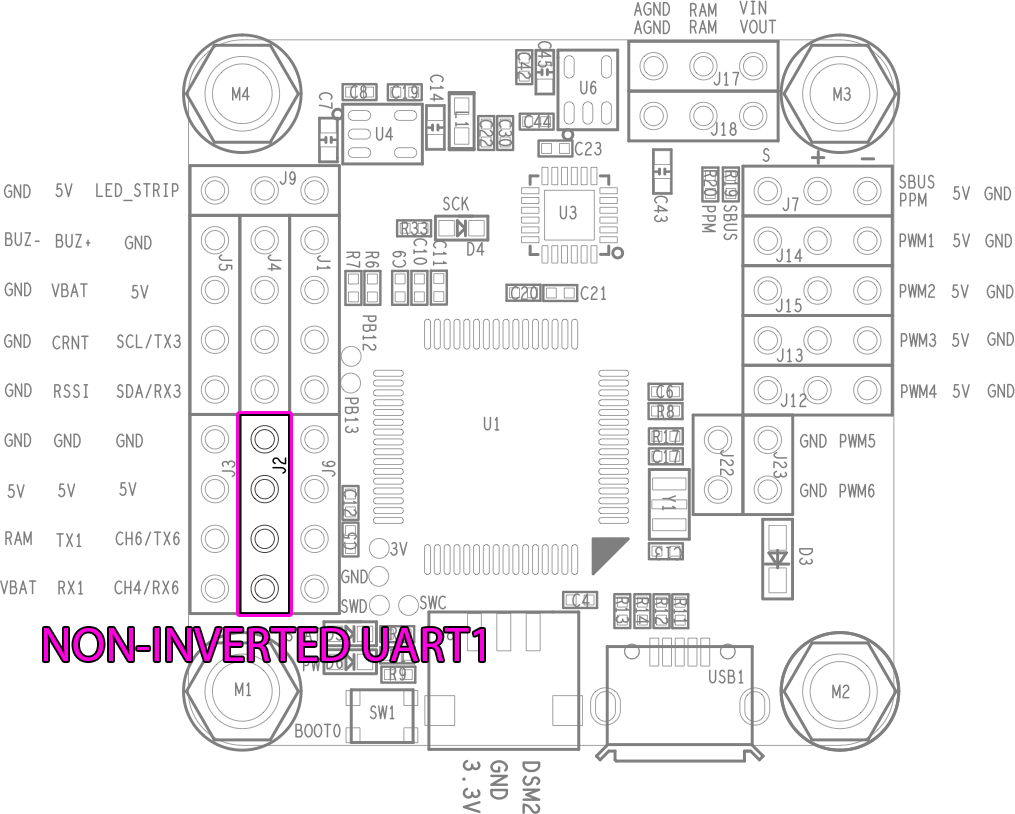 AGND RAM VIN
AGND RAM VOUT
M4
M3
C7
C8
C19
C14
L1
U4
C22
C30
C42
C45
C44
U6
J17
J18
C23
C43
S + −
GND 5V LED_STRIP
J9
R20
R19
PPM
SBUS
J7
SBUS
PPM 5V GND
BUZ- BUZ+ GND
J5
J4
J1
SCK
R33
D4
U3
J14
PWM1 5V GND
R7
R6
C9
C10
C11
GND VBAT 5V
C20
C21
J15
PWM2 5V GND
GND CRNT SCL/TX3
PB12
J13
PWM3 5V GND
GND RSSI SDA/RX3
PB13
C6
R8
J12
PWM4 5V GND
U1
GND GND GND
J3
J2
J6
R17
C17
J22
J23
GND PWM5
5V 5V 5V
C12
Y1
GND PWM6
RAM TX1 CH6/TX6
3V
D3
GND
VBAT RX1 CH4/RX6
SWD
SWC
C4
R13
R14
R12
R11
NON-INVERTED UART1
PW
R9
USB1
M1
SW1
M2
BOOT0
3.3V
GND
DSM2